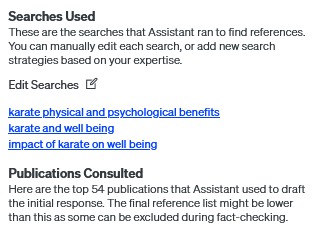 Searches Used
These are the searches that Assistant ran to find references.
You can manually edit each search, or add new search
strategies based on your expertise.
Edit Searches
karate physical and psychological benefits
karate and well being
impact of karate on well being
Publications Consulted
Here are the top 54 publications that Assistant used to draft
the initial response. The final reference list might be lower
than this as some can be excluded during fact-checking.